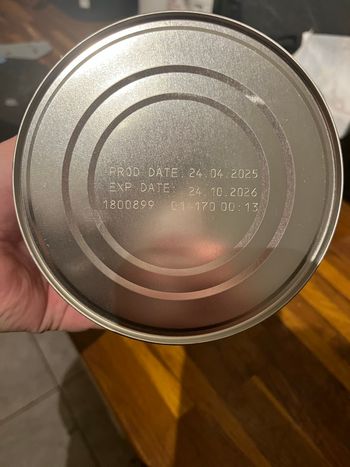 PROD DATE: 24.04.2025
EXP DATE: 24.10.2026
1800899 01 170 00:13